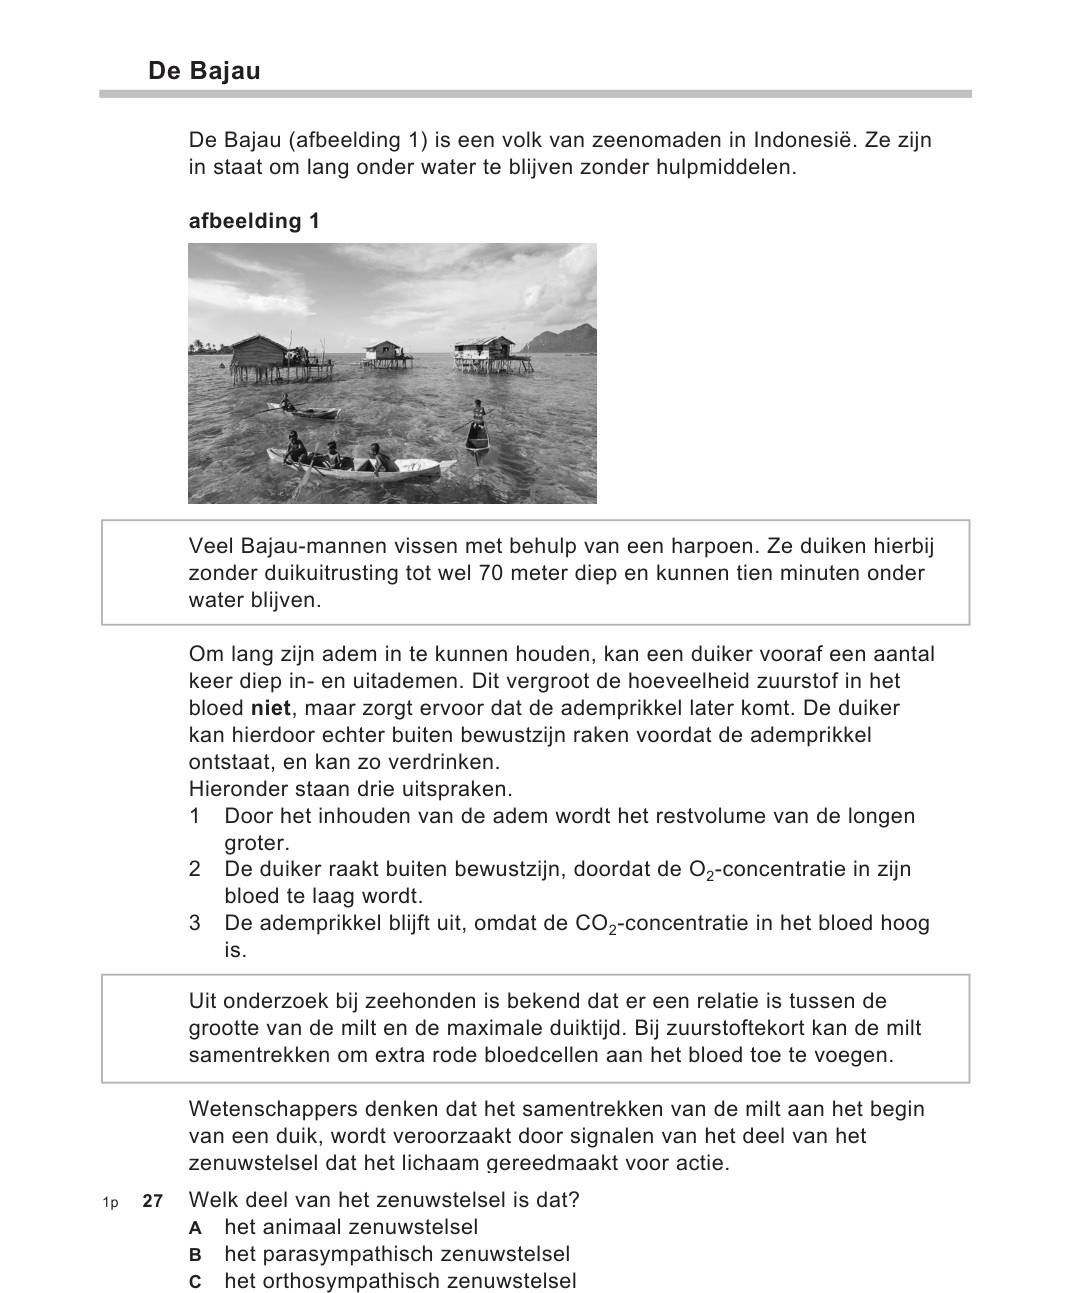 De Bajau
De Bajau (afbeelding 1) is een volk van zeenomaden in Indonesië. Ze zijn
in staat om lang onder water te blijven zonder hulpmiddelen.
afbeelding 1
Veel Bajau-mannen vissen met behulp van een harpoen. Ze duiken hierbij
zonder duikuitrusting tot wel 70 meter diep en kunnen tien minuten onder
water blijven.
Om lang zijn adem in te kunnen houden, kan een duiker vooraf een aantal
keer diep in- en uitademen. Dit vergroot de hoeveelheid zuurstof in het
bloed niet, maar zorgt ervoor dat de ademprikkel later komt. De duiker
kan hierdoor echter buiten bewustzijn raken voordat de ademprikkel
ontstaat, en kan zo verdrinken.
Hieronder staan drie uitspraken.
1 Door het inhouden van de adem wordt het restvolume van de longen
groter.
2 De duiker raakt buiten bewustzijn, doordat de O₂-concentratie in zijn
bloed te laag wordt.
3 De ademprikkel blijft uit, omdat de CO₂-concentratie in het bloed hoog
is.
Uit onderzoek bij zeehonden is bekend dat er een relatie is tussen de
grootte van de milt en de maximale duiktijd. Bij zuurstoftekort kan de milt
samentrekken om extra rode bloedcellen aan het bloed toe te voegen.
Wetenschappers denken dat het samentrekken van de milt aan het begin
van een duik, wordt veroorzaakt door signalen van het deel van het
zenuwstelsel dat het lichaam gereedmaakt voor actie.
1p 27 Welk deel van het zenuwstelsel is dat?
A het animaal zenuwstelsel
B het parasympathisch zenuwstelsel
C het orthosympathisch zenuwstelsel